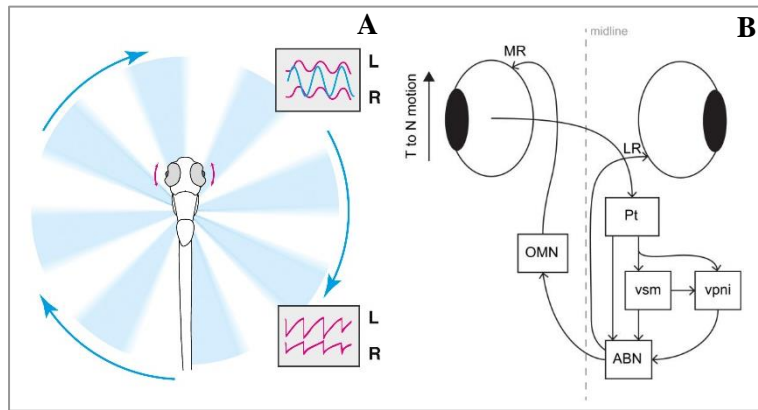 A
L
R
L
R
B
midline
MR
T to N motion
LR
Pt
OMN
vsm
vpni
ABN